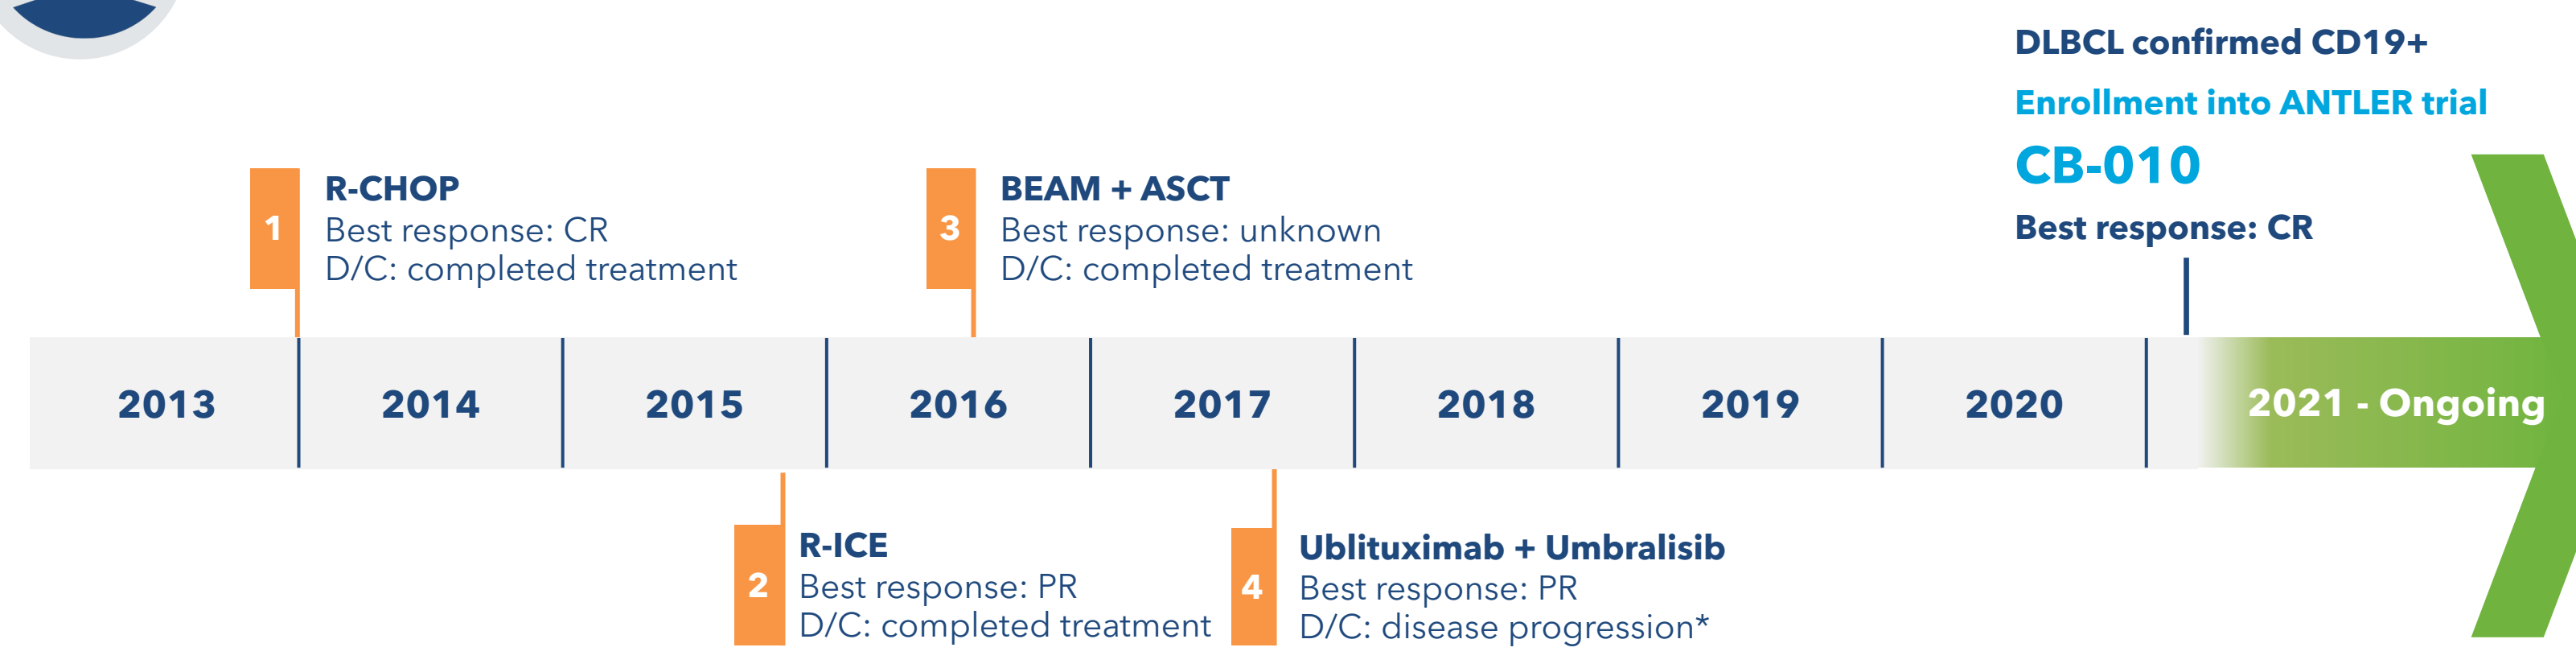 DLBCL confirmed CD19+
Enrollment into ANTLER trial
CB-010
Best response: CR
1
R-CHOP
Best response: CR
D/C: completed treatment
3
BEAM + ASCT
Best response: unknown
D/C: completed treatment
2013
2014
2015
2016
2017
2018
2019
2020
2021 - Ongoing
2
R-ICE
Best response: PR
D/C: completed treatment
4
Ublituximab + Umbralisib
Best response: PR
D/C: disease progression*